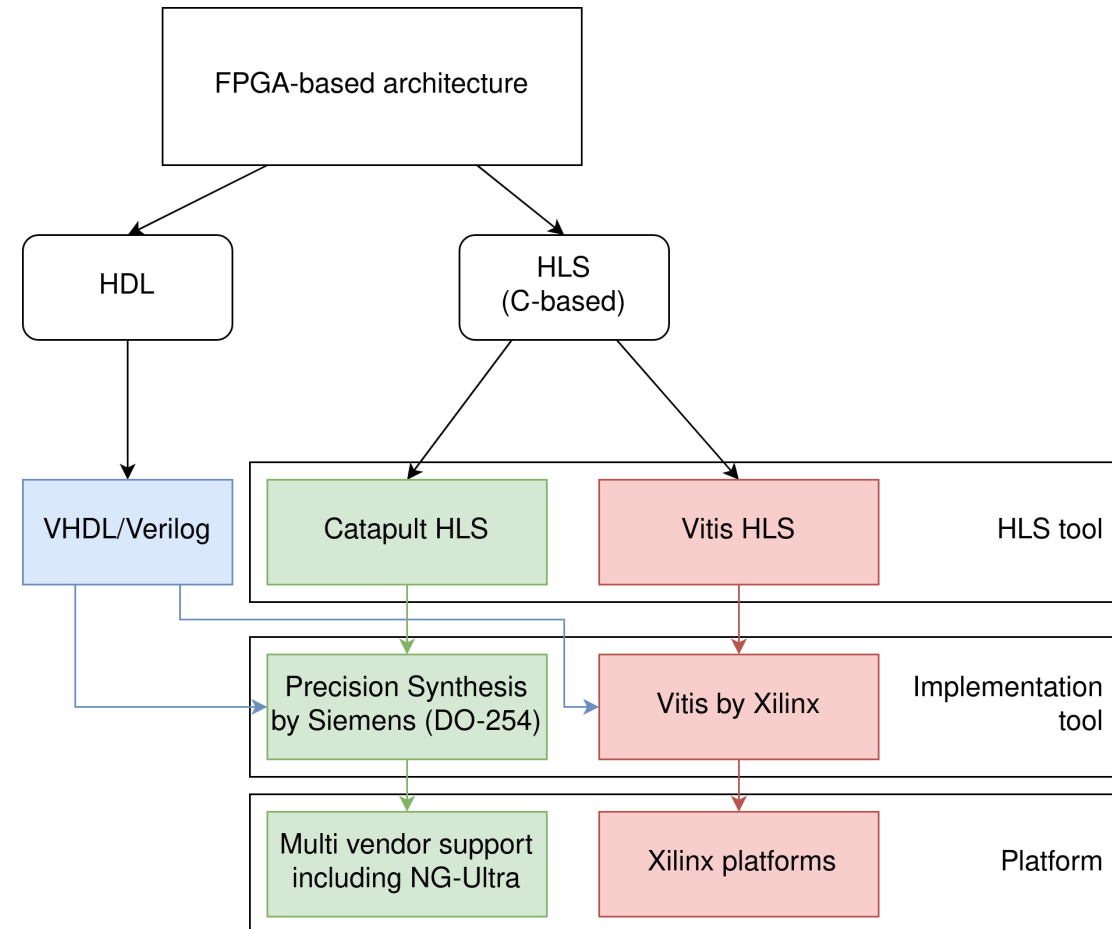 FPGA-based architecture
HDL
HLS
(C-based)
VHDL/Verilog
Catapult HLS
Vitis HLS
HLS tool
Precision Synthesis
by Siemens (DO-254)
Vitis by Xilinx
Implementation
tool
Multi vendor support
including NG-Ultra
Xilinx platforms
Platform